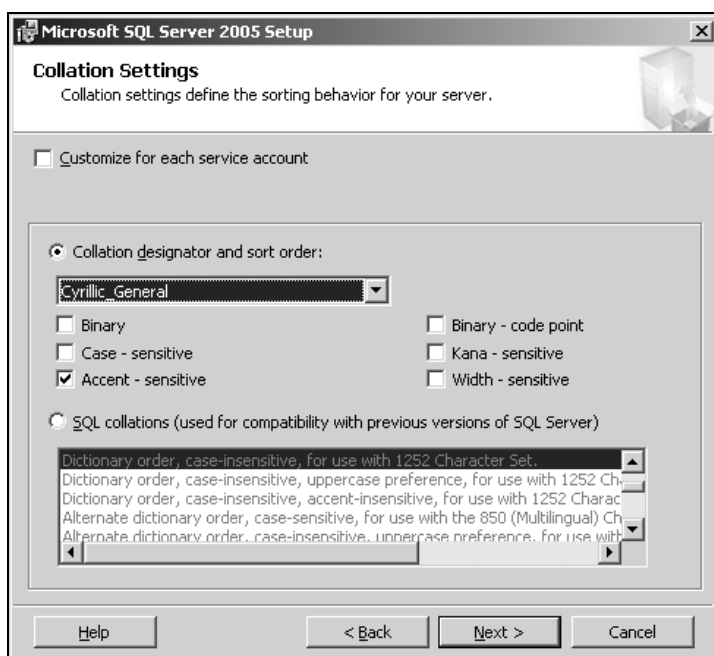 Microsoft SQL Server 2005 Setup
Collation Settings
Collation settings define the sorting behavior for your server.
Customize for each service account
Collation designator and sort order:
Cyrillic_General
Binary
Binary - code point
Case - sensitive
Kana - sensitive
Accent - sensitive
Width - sensitive
SQL collations (used for compatibility with previous versions of SQL Server)
Dictionary order, case-insensitive, for use with 1252 Character Set.
Dictionary order, case-insensitive, uppercase preference, for use with 1252 Ch
Dictionary order, case-insensitive, accent-insensitive, for use with 1252 Charac
Alternate dictionary order, case-sensitive, for use with the 850 (Multilingual) Ch
Alternate dictionary order, case-insensitive, uppercase preference, for use with
Help
< Back
Next >
Cancel